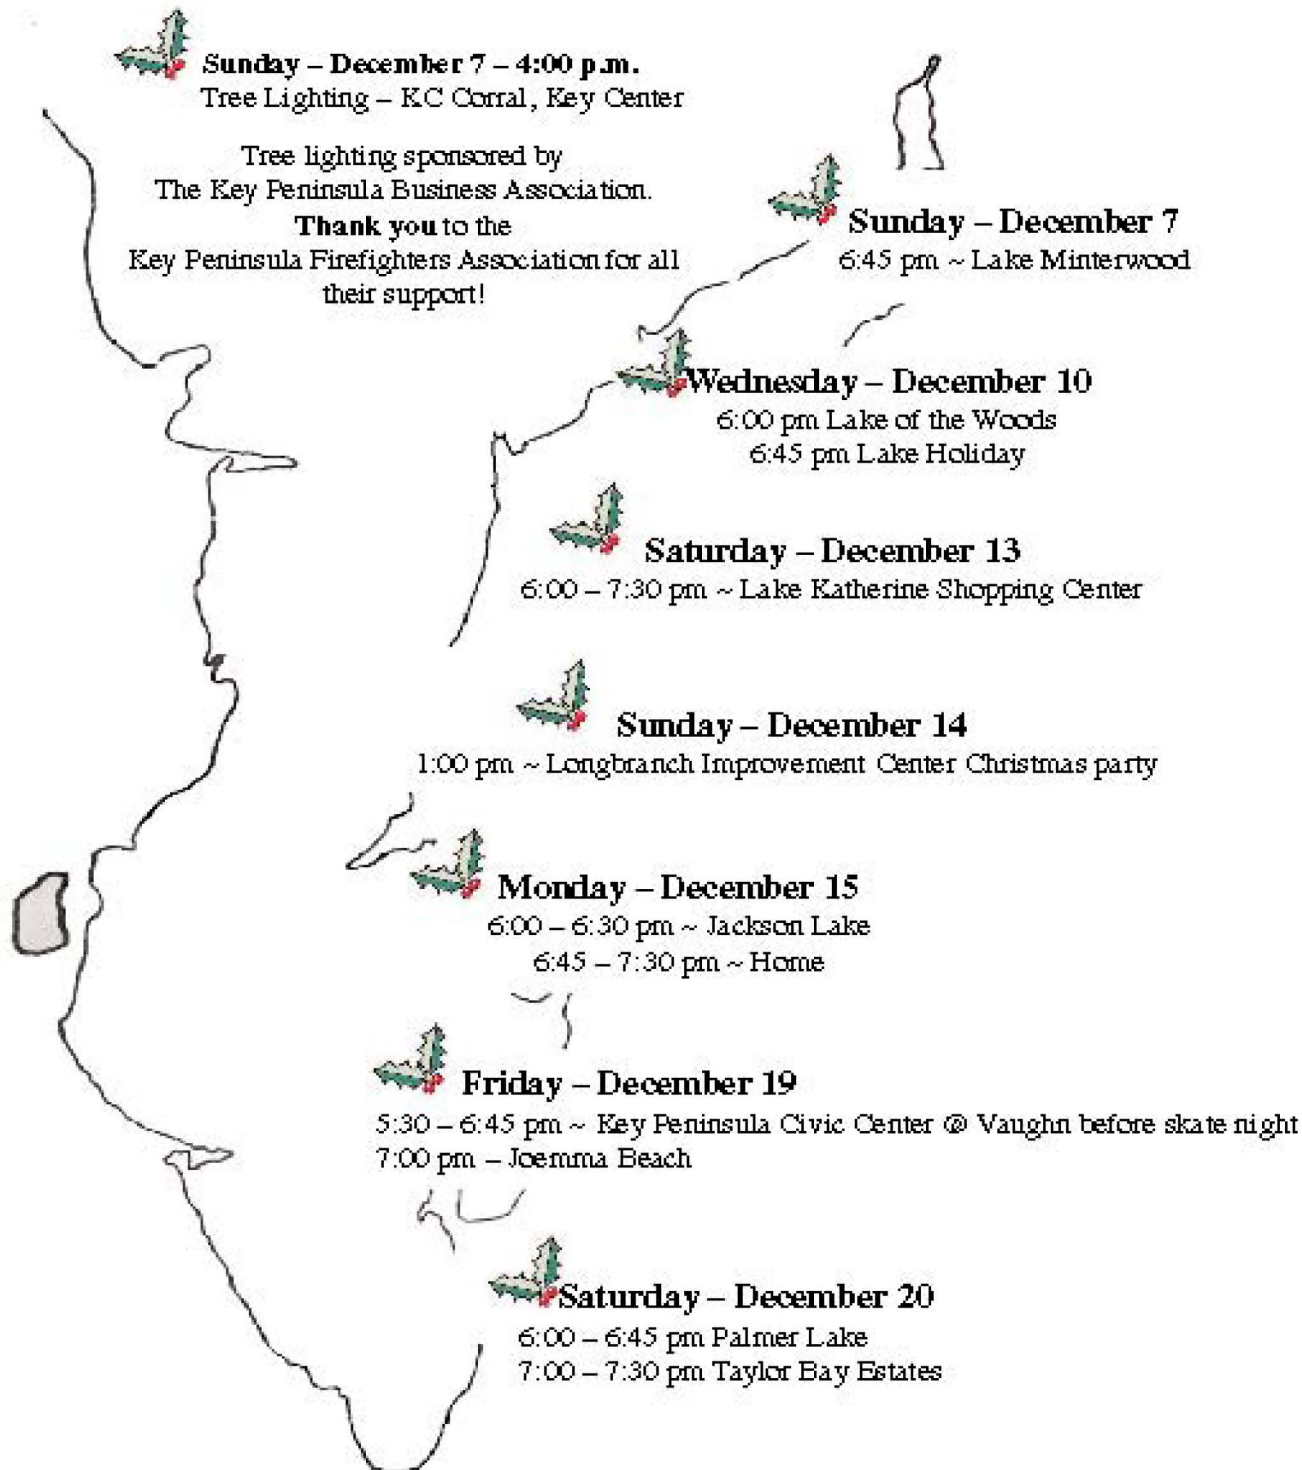 Sunday – December 7 – 4:00 p.m.
Tree Lighting – KC Corral, Key Center
Tree lighting sponsored by
The Key Peninsula Business Association.
Thank you to the
Key Peninsula Firefighters Association for all
their support!
Sunday – December 7
6:45 pm ~ Lake Minterwood
Wednesday – December 10
6:00 pm Lake of the Woods
6:45 pm Lake Holiday
Saturday – December 13
6:00 – 7:30 pm ~ Lake Katherine Shopping Center
Sunday – December 14
1:00 pm ~ Longbranch Improvement Center Christmas party
Monday – December 15
6:00 – 6:30 pm ~ Jackson Lake
6:45 – 7:30 pm ~ Home
Friday – December 19
5:30 – 6:45 pm ~ Key Peninsula Civic Center @ Vaughn before skate night
7:00 pm – Joemma Beach
Saturday – December 20
6:00 – 6:45 pm Palmer Lake
7:00 – 7:30 pm Taylor Bay Estates